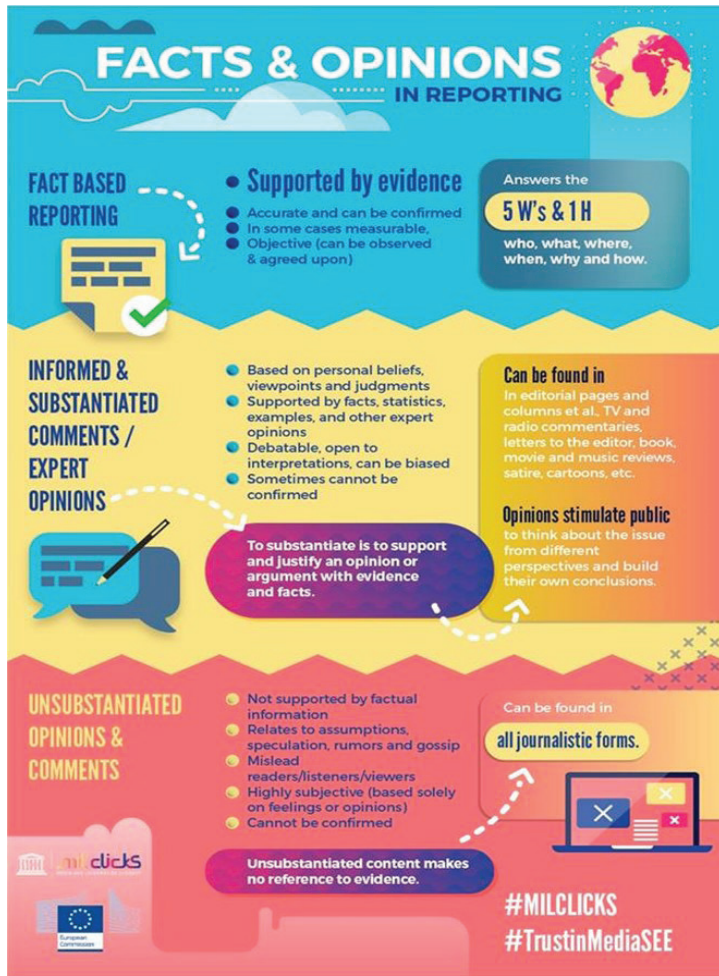 FACTS & OPINIONS
IN REPORTING
FACT BASED
REPORTING
Supported by evidence
Accurate and can be confirmed
In some cases measurable,
Objective (can be observed
& agreed upon)
Answers the
5 W's & 1 H
who, what, where,
when, why and how.
INFORMED &
SUBSTANTIATED
COMMENTS /
EXPERT
OPINIONS
Based on personal beliefs,
viewpoints and judgments
Supported by facts, statistics,
examples, and other expert
opinions
Debatable, open to
interpretations, can be biased
Sometimes cannot be
confirmed
To substantiate is to support
and justify an opinion or
argument with evidence
and facts.
Can be found in
In editorial pages and
columns et al., TV and
radio commentaries,
letters to the editor, book,
movie and music reviews,
satire, cartoons, etc.
Opinions stimulate public
to think about the issue
from different
perspectives and build
their own conclusions.
UNSUBSTANTIATED
OPINIONS &
COMMENTS
Not supported by factual
information
Relates to assumptions,
speculation, rumors and gossip
Mislead
readers/listeners/viewers
Highly subjective (based solely
on feelings or opinions)
Cannot be confirmed
Unsubstantiated content makes
no reference to evidence.
Can be found in
all journalistic forms.
mil clicks
European
Commission
#MILCLICKS
#TrustinMediaSEE